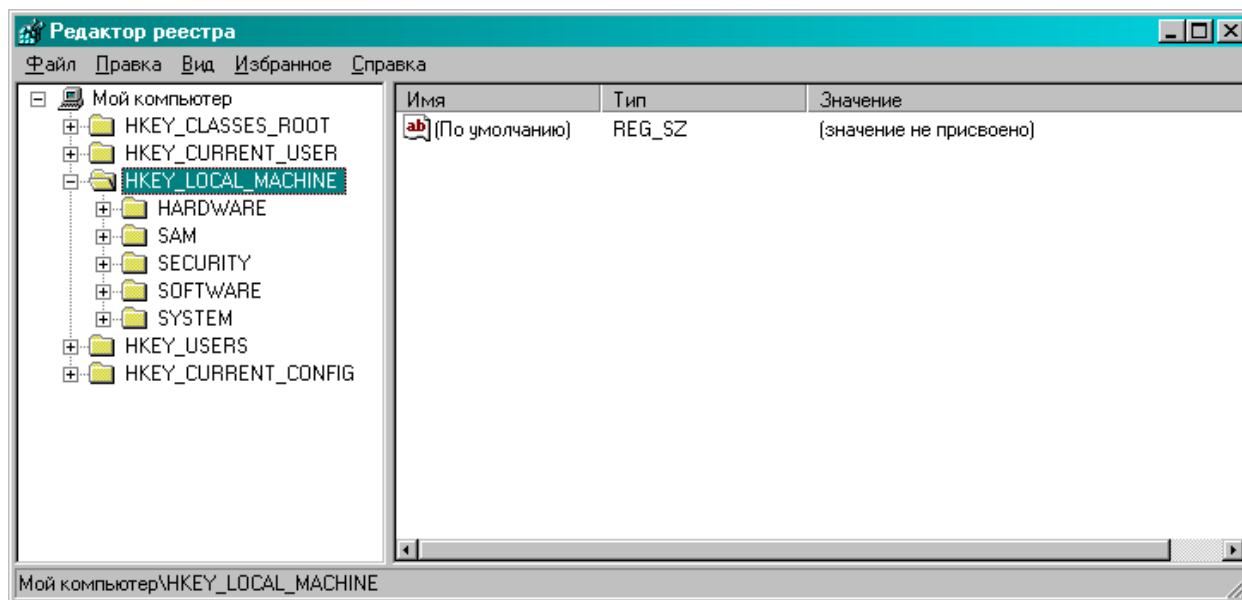 Редактор реестра
Файл Правка Вид Избранное Справка
Мой компьютер
HKEY_CLASSES_ROOT
HKEY_CURRENT_USER
HKEY_LOCAL_MACHINE
HARDWARE
SAM
SECURITY
SOFTWARE
SYSTEM
HKEY_USERS
HKEY_CURRENT_CONFIG
Имя Тип Значение
ab (По умолчанию) REG_SZ (значение не присвоено)
Мой компьютер\HKEY_LOCAL_MACHINE